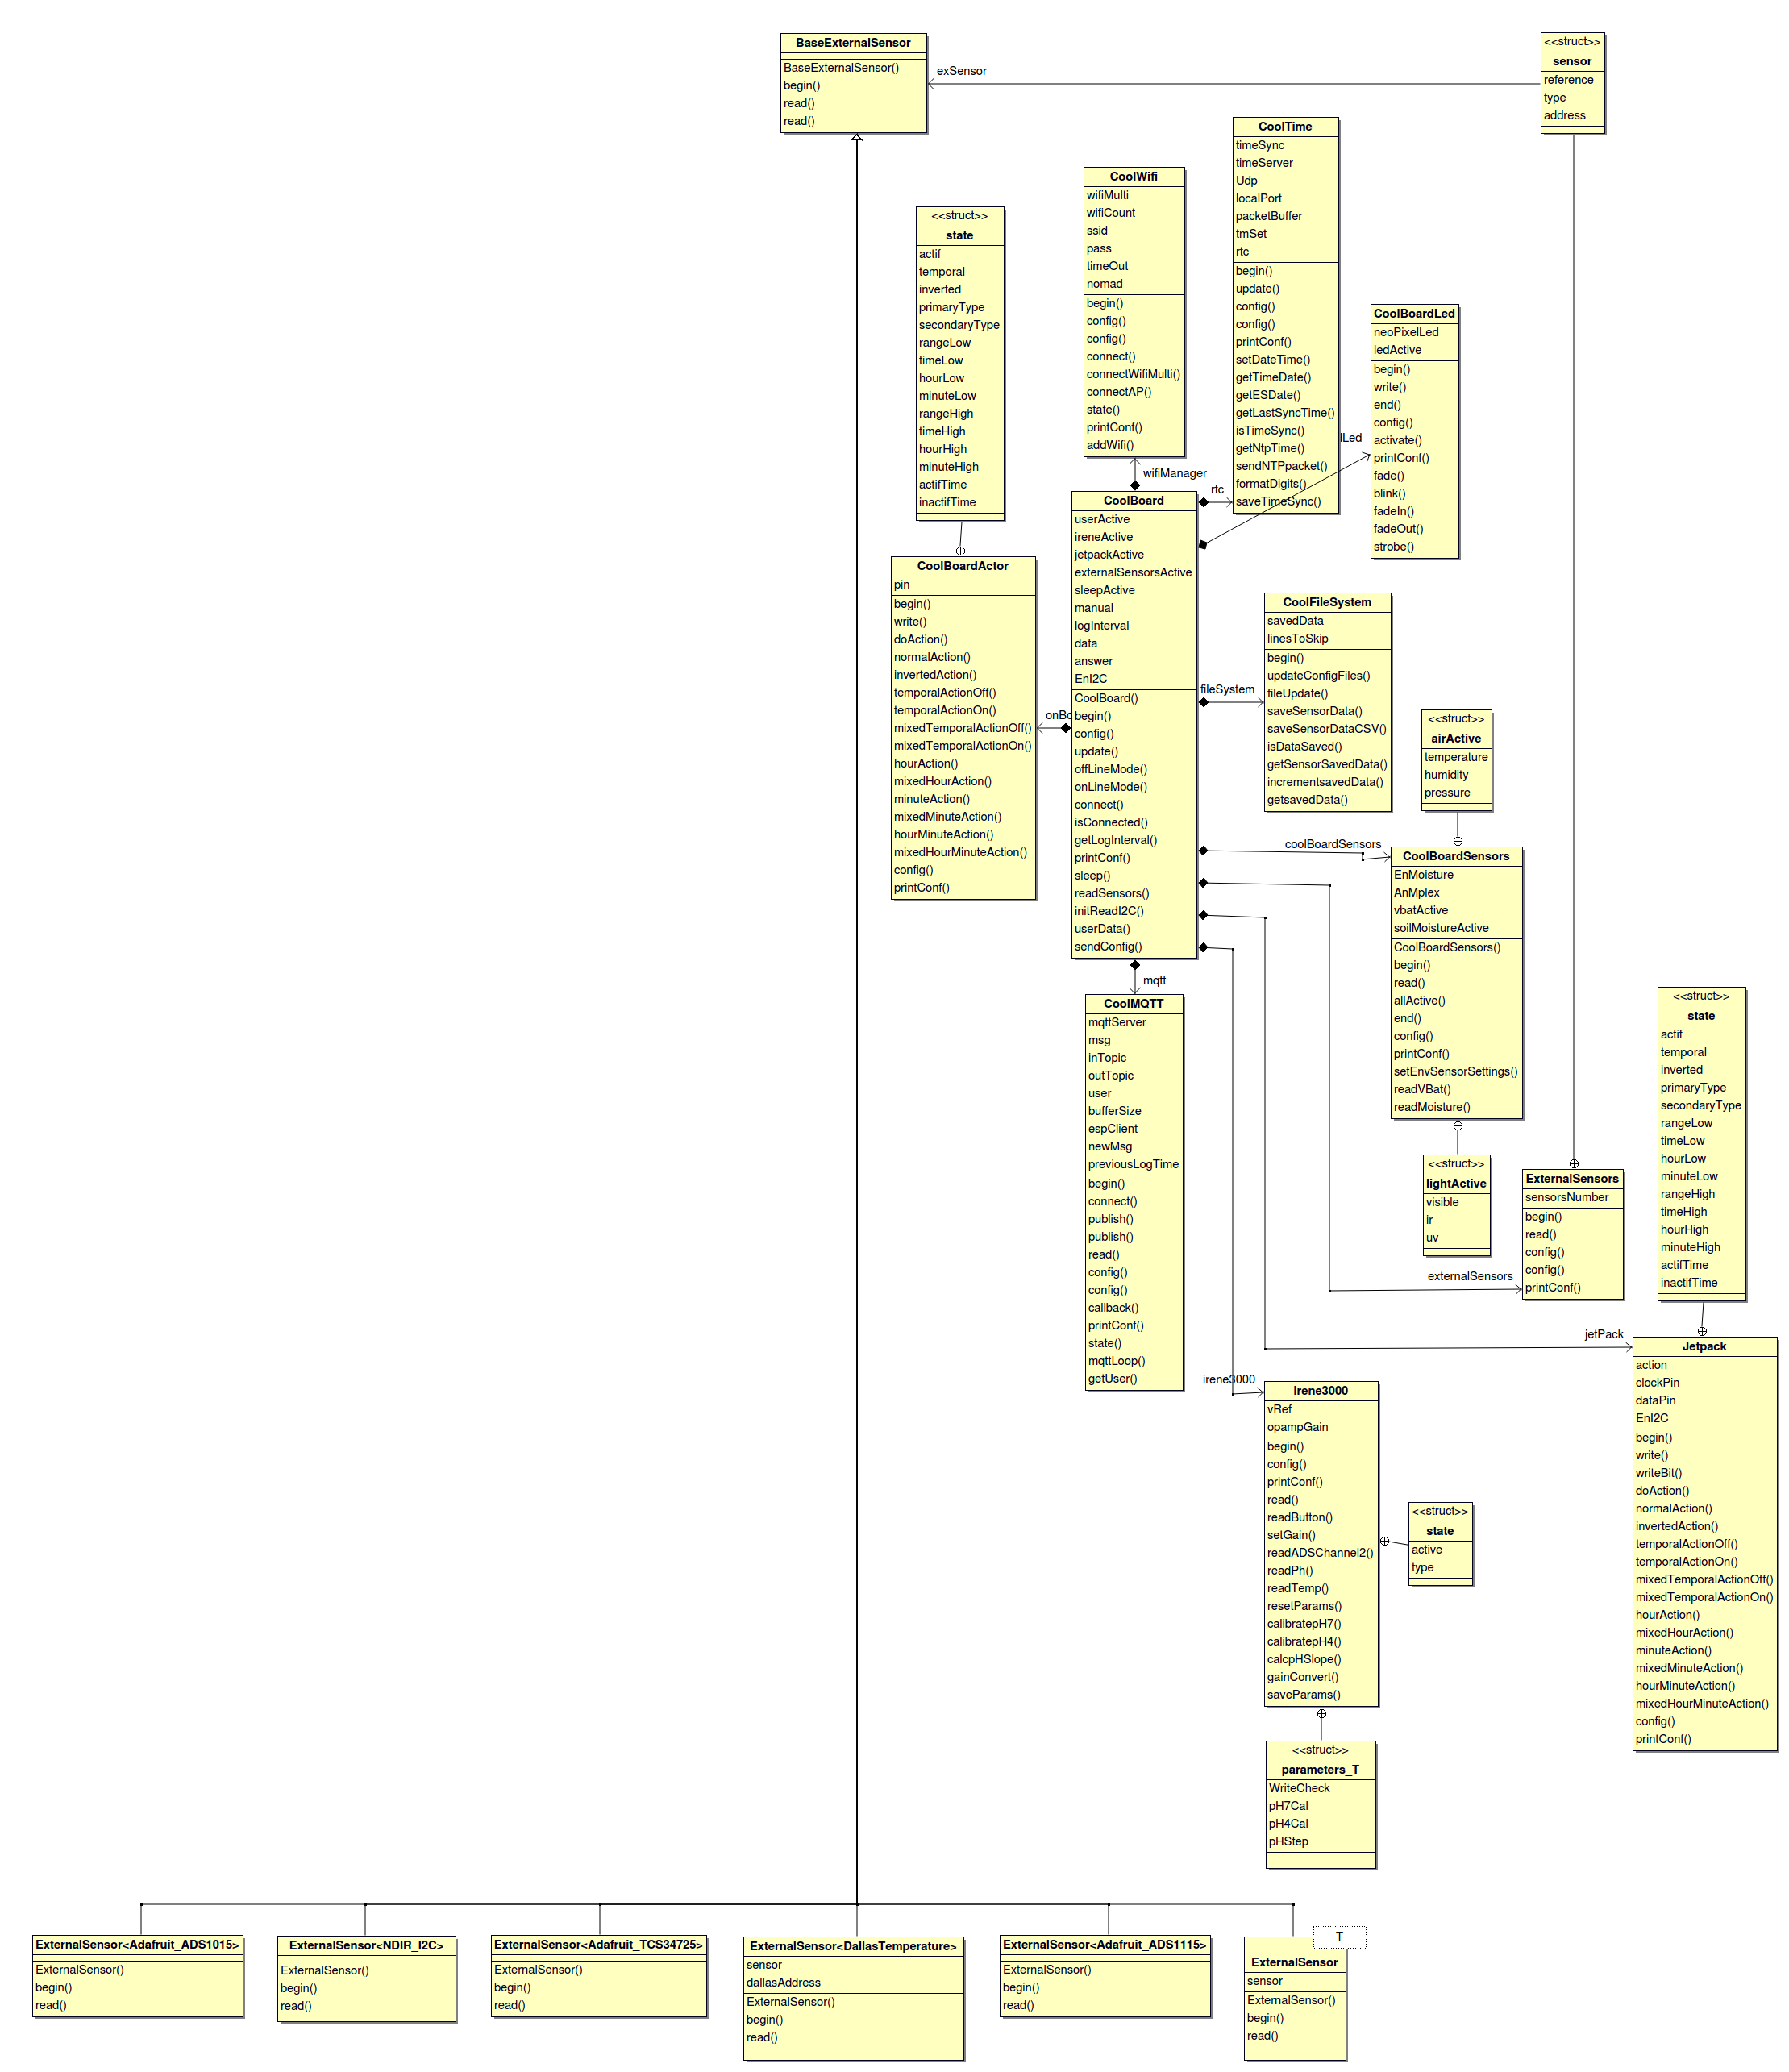 BaseExternalSensor
BaseExternalSensor()
begin()
read()
read()
exSensor
<<struct>>
sensor
reference
type
address
CoolTime
timeSync
timeServer
Udp
localPort
packetBuffer
tmSet
rtc
begin()
update()
config()
config()
printConf()
setDateTime()
getTimeDate()
getESDate()
getLastSyncTime()
isTimeSync()
getNtpTime()
sendNTPpacket()
formatDigits()
saveTimeSync()
CoolWifi
wifiMulti
wifiCount
ssid
pass
timeOut
nomad
begin()
config()
config()
connect()
connectWifiMulti()
connectAP()
state()
printConf()
addWifi()
<<struct>>
state
actif
temporal
inverted
primaryType
secondaryType
rangeLow
timeLow
hourLow
minuteLow
rangeHigh
timeHigh
hourHigh
minuteHigh
actifTime
inactifTime
CoolBoardLed
neoPixelLed
ledActive
begin()
write()
end()
config()
activate()
printConf()
fade()
blink()
fadeIn()
fadeOut()
strobe()
lLed
wifiManager
rtc
CoolBoard
userActive
ireneActive
jetpackActive
externalSensorsActive
sleepActive
manual
logInterval
data
answer
EnI2C
CoolBoard()
begin()
config()
update()
offLineMode()
onLineMode()
connect()
isConnected()
getLogInterval()
printConf()
sleep()
readSensors()
initReadI2C()
userData()
sendConfig()
CoolBoardActor
pin
begin()
write()
doAction()
normalAction()
invertedAction()
temporalActionOff()
temporalActionOn()
mixedTemporalActionOff()
mixedTemporalActionOn()
hourAction()
mixedHourAction()
minuteAction()
mixedMinuteAction()
hourMinuteAction()
mixedHourMinuteAction()
config()
printConf()
onBo
fileSystem
CoolFileSystem
savedData
linesToSkip
begin()
updateConfigFiles()
fileUpdate()
saveSensorData()
saveSensorDataCSV()
isDataSaved()
getSensorSavedData()
incrementsavedData()
getsavedData()
<<struct>>
airActive
temperature
humidity
pressure
coolBoardSensors
CoolBoardSensors
EnMoisture
AnMplex
vbatActive
soilMoistureActive
CoolBoardSensors()
begin()
read()
allActive()
end()
config()
printConf()
setEnvSensorSettings()
readVBat()
readMoisture()
mqtt
CoolMQTT
mqttServer
msg
inTopic
outTopic
user
bufferSize
espClient
newMsg
previousLogTime
begin()
connect()
publish()
publish()
read()
config()
config()
callback()
printConf()
state()
mqttLoop()
getUser()
<<struct>>
lightActive
visible
ir
uv
ExternalSensors
sensorsNumber
begin()
read()
config()
config()
printConf()
externalSensors
<<struct>>
state
actif
temporal
inverted
primaryType
secondaryType
rangeLow
timeLow
hourLow
minuteLow
rangeHigh
timeHigh
hourHigh
minuteHigh
actifTime
inactifTime
jetPack
Jetpack
action
clockPin
dataPin
EnI2C
begin()
write()
writeBit()
doAction()
normalAction()
invertedAction()
temporalActionOff()
temporalActionOn()
mixedTemporalActionOff()
mixedTemporalActionOn()
hourAction()
mixedHourAction()
minuteAction()
mixedMinuteAction()
hourMinuteAction()
mixedHourMinuteAction()
config()
printConf()
irene3000
Irene3000
vRef
opampGain
begin()
config()
printConf()
read()
readButton()
setGain()
readADSChannel2()
readPh()
readTemp()
resetParams()
calibratepH7()
calibratepH4()
calcpHSlope()
gainConvert()
saveParams()
<<struct>>
state
active
type
<<struct>>
parameters_T
WriteCheck
pH7Cal
pH4Cal
pHStep
ExternalSensor<Adafruit_ADS1015>
ExternalSensor()
begin()
read()
ExternalSensor<NDIR_I2C>
ExternalSensor()
begin()
read()
ExternalSensor<Adafruit_TCS34725>
ExternalSensor()
begin()
read()
ExternalSensor<DallasTemperature>
sensor
dallasAddress
ExternalSensor()
begin()
read()
ExternalSensor<Adafruit_ADS1115>
ExternalSensor()
begin()
read()
T
ExternalSensor
sensor
ExternalSensor()
begin()
read()